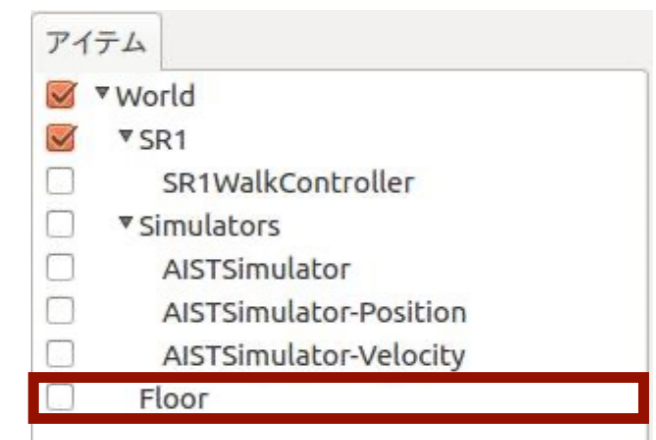 アイテム
World
SR1
SR1WalkController
Simulators
AISTSimulator
AISTSimulator-Position
AISTSimulator-Velocity
Floor